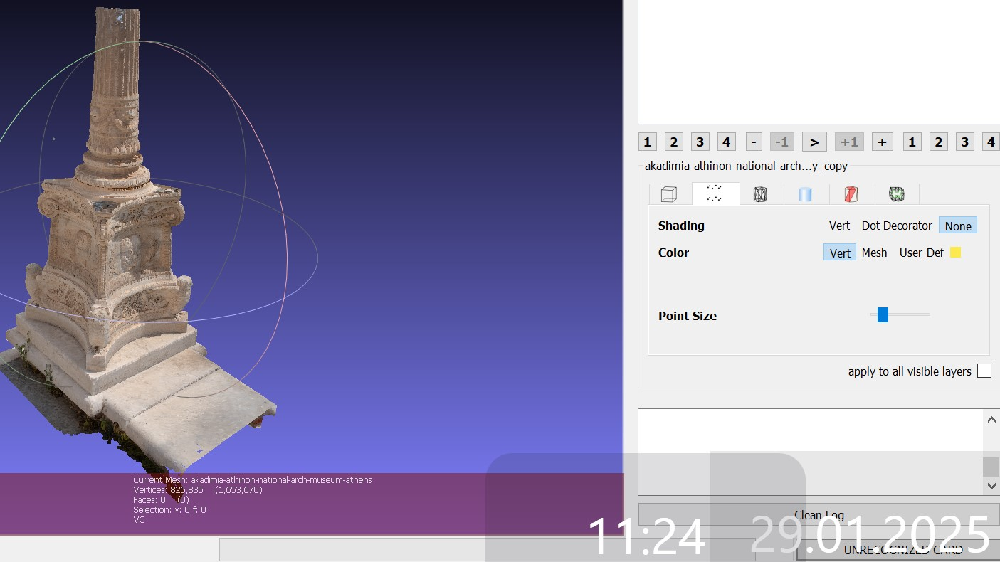 1 2 3 4 - -1 > +1 + 1 2 3 4
akadimia-athinon-national-arch...y_copy
Shading Vert Dot Decorator None
Color Vert Mesh User-Def
Point Size
apply to all visible layers
Current Mesh: akadimia-athinon-national-arch-museum-athens
Vertices: 826,835 (1,653,670)
Faces: 0 (0)
Selection: v: 0 f: 0
VC
Clean Log
11:24 29.01.2025
UNRECOGNIZED CARD